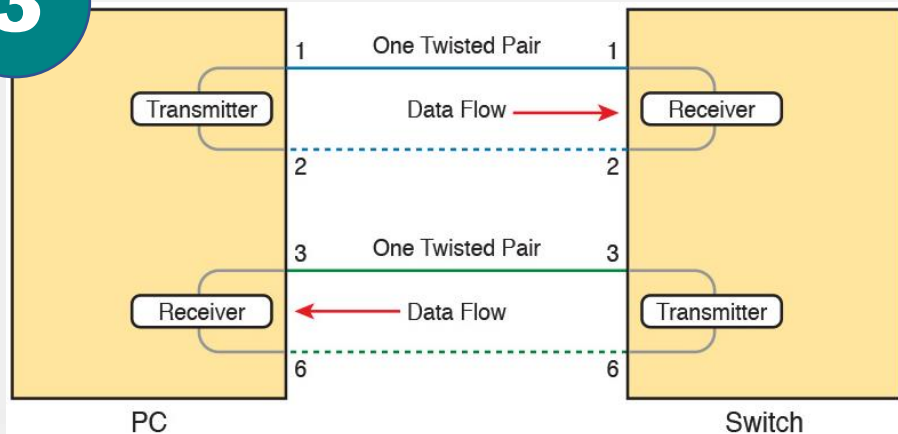 3
1 One Twisted Pair 1
Transmitter Data Flow Receiver
2 2
3 One Twisted Pair 3
Receiver Data Flow Transmitter
6 6
PC Switch